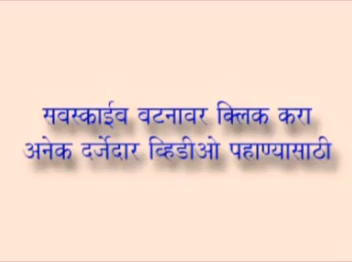 सबस्काईब बटनावर क्लिक करा
अनेक दर्जेदार व्हिडीओ पहाण्यासाठी